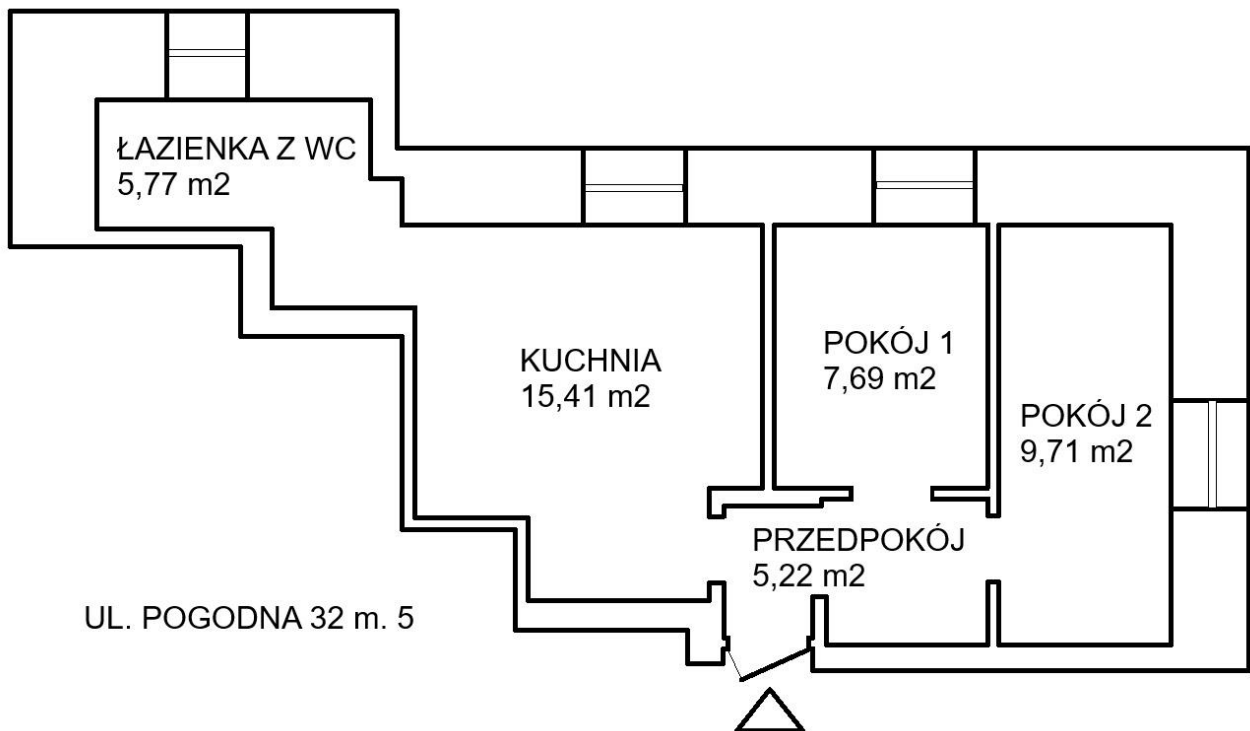 ŁAZIENKA Z WC
5,77 m2
KUCHNIA
15,41 m2
POKÓJ 1
7,69 m2
POKÓJ 2
9,71 m2
PRZEDPOKÓJ
5,22 m2
UL. POGODNA 32 m. 5